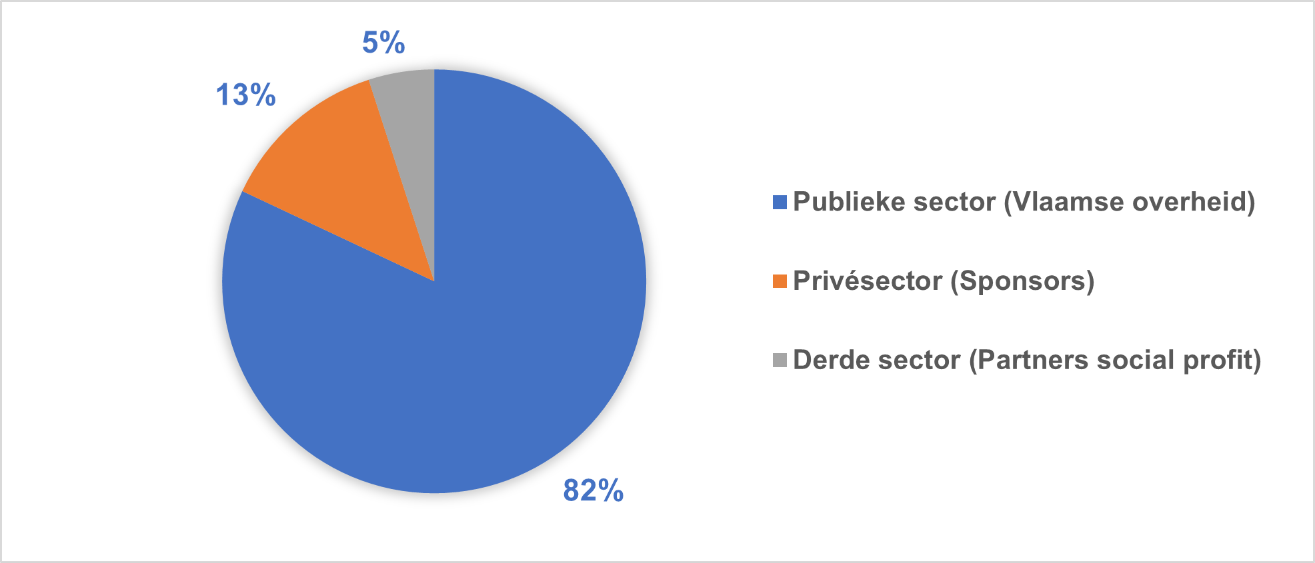 5%
13%
82%
Publieke sector (Vlaamse overheid)
Privésector (Sponsors)
Derde sector (Partners social profit)